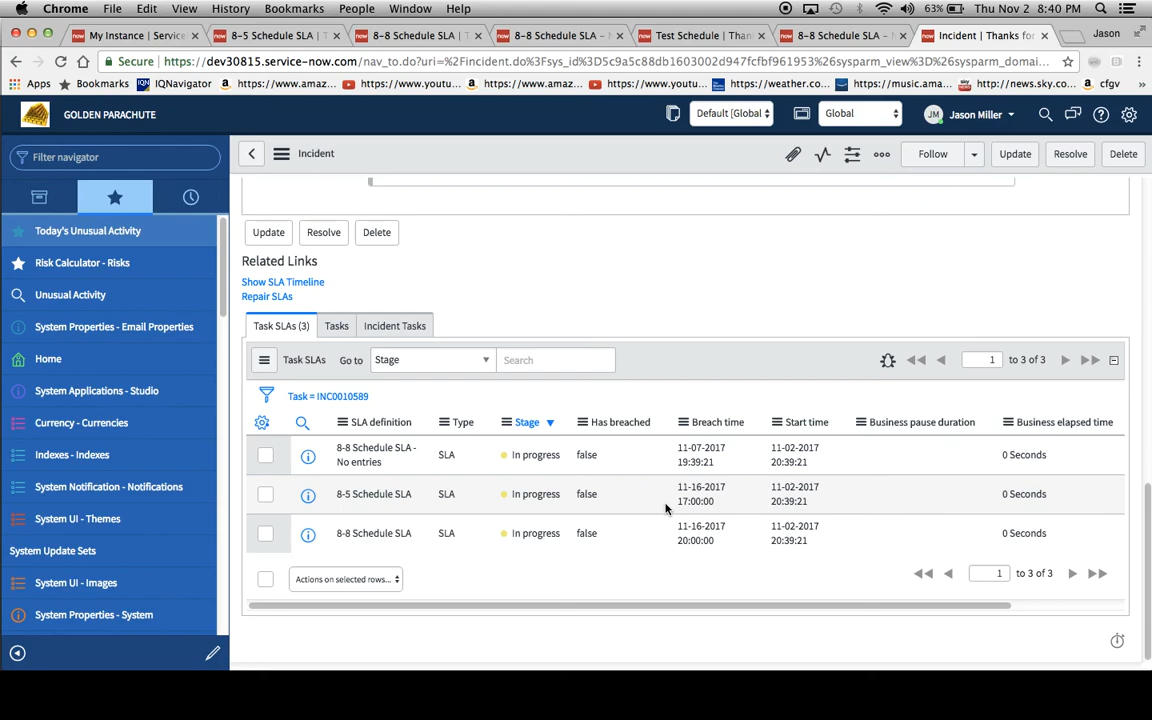 Chrome File Edit View History Bookmarks People Window Help 63% Thu Nov 2 8:40 PM
My Instance | Service 8-5 Schedule SLA | T 8-8 Schedule SLA | T 8-8 Schedule SLA – N Test Schedule | Thank 8-8 Schedule SLA – N Incident | Thanks for Jason
Secure https://dev30815.service-now.com/nav_to.do?uri=%2Fincident.do%3Fsys_id%3D5c9a5c88db1603002d947fcfbf961953%26sysparm_view%3D%26sysparm_domai...
Apps Bookmarks IQNavigator https://www.amaz... https://www.youtu... https://www.amaz... https://www.youtu... https://weather.co... https://music.amaz... http://news.sky.co... cfgv »
GOLDEN PARACHUTE Default [Global Global JM Jason Miller
Filter navigator
Incident Follow Update Resolve Delete
Today's Unusual Activity
Risk Calculator - Risks
Unusual Activity
System Properties - Email Properties
Home
System Applications - Studio
Currency - Currencies
Indexes - Indexes
System Notification - Notifications
System UI - Themes
System Update Sets
System UI - Images
System Properties - System
Update Resolve Delete
Related Links
Show SLA Timeline
Repair SLAs
Task SLAs (3) Tasks Incident Tasks
Task SLAs Go to Stage Search 1 to 3 of 3
Task = INC0010589
SLA definition Type Stage Has breached Breach time Start time Business pause duration Business elapsed time
8-8 Schedule SLA - No entries SLA In progress false 11-07-2017 19:39:21 11-02-2017 20:39:21 0 Seconds
8-5 Schedule SLA SLA In progress false 11-16-2017 17:00:00 11-02-2017 20:39:21 0 Seconds
8-8 Schedule SLA SLA In progress false 11-16-2017 20:00:00 11-02-2017 20:39:21 0 Seconds
Actions on selected rows... 1 to 3 of 3